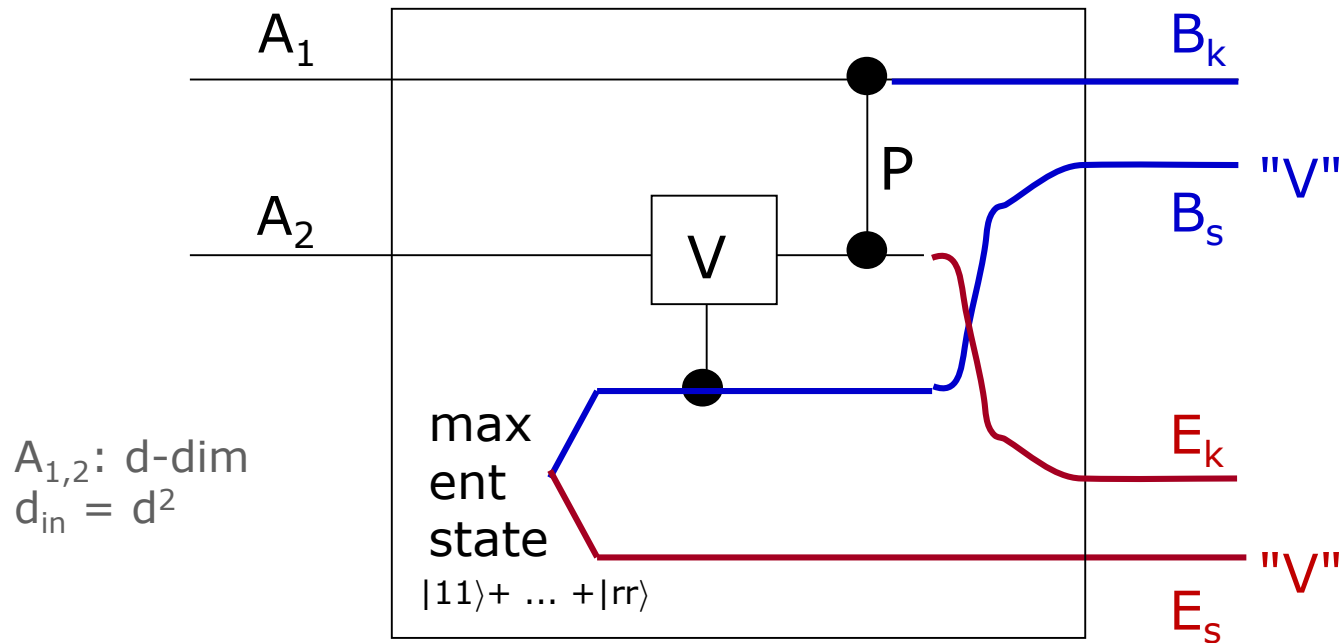 A₁
Bₖ
P
"V"
A₂
Bₛ
V
max
ent
state
|11⟩+ ... +|rr⟩
A₁,₂: d-dim
dᵢₙ = d²
Eₖ
"V"
Eₛ